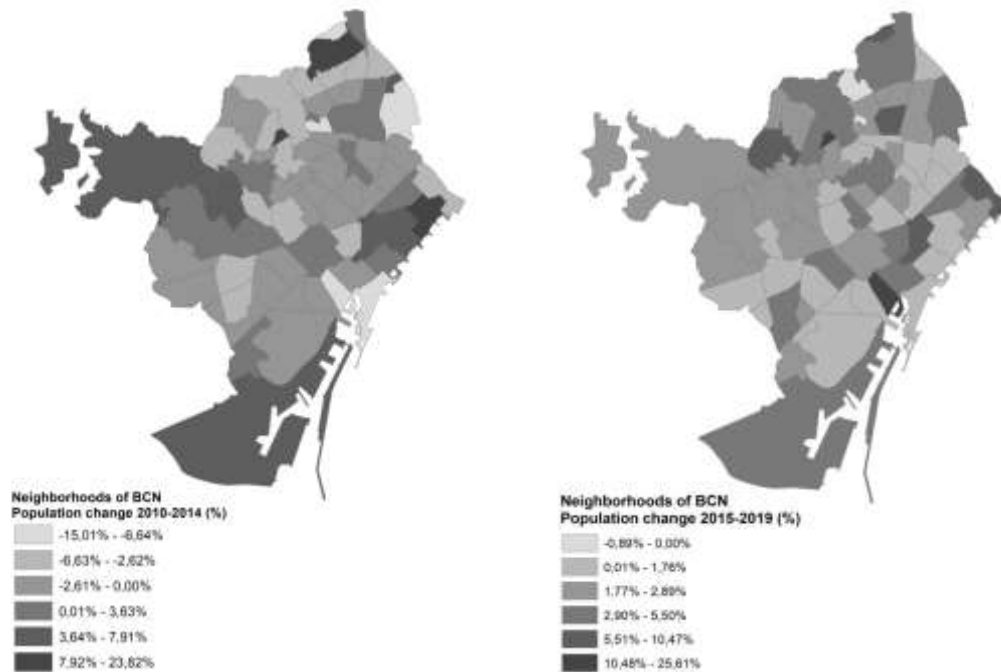 Neighborhoods of BCN
Population change 2010-2014 (%)
-15,01% - -6,64%
-6,63% - -2,62%
-2,61% - 0,00%
0,01% - 3,63%
3,64% - 7,91%
7,92% - 23,82%
Neighborhoods of BCN
Population change 2015-2019 (%)
-0,89% - 0,00%
0,01% - 1,76%
1,77% - 2,89%
2,90% - 5,50%
5,51% - 10,47%
10,48% - 25,61%